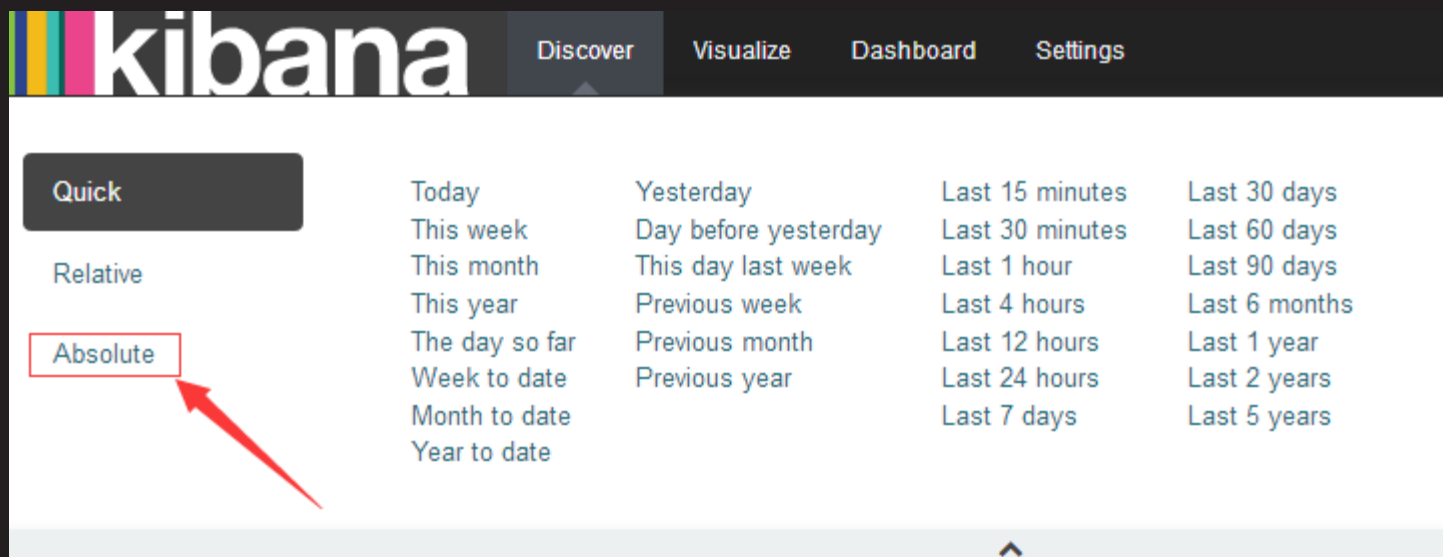 kibana Discover Visualize Dashboard Settings
Quick
Relative
Absolute
Today
This week
This month
This year
The day so far
Week to date
Month to date
Year to date
Yesterday
Day before yesterday
This day last week
Previous week
Previous month
Previous year
Last 15 minutes
Last 30 minutes
Last 1 hour
Last 4 hours
Last 12 hours
Last 24 hours
Last 7 days
Last 30 days
Last 60 days
Last 90 days
Last 6 months
Last 1 year
Last 2 years
Last 5 years